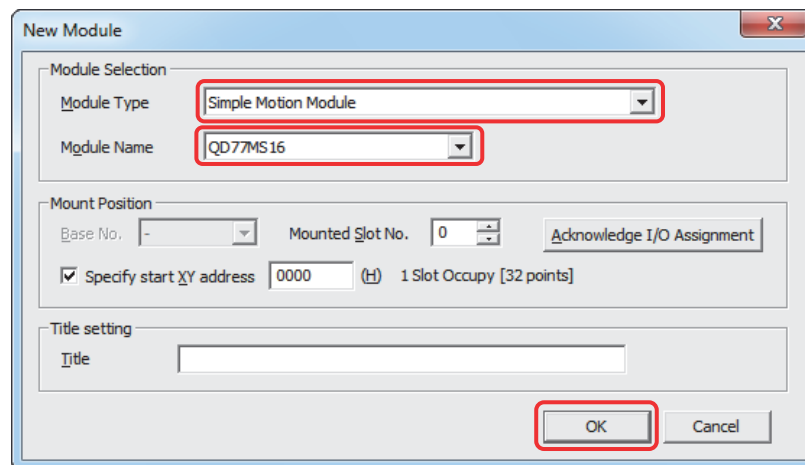 New Module
Module Selection
Module Type Simple Motion Module
Module Name QD77MS16
Mount Position
Base No. - Mounted Slot No. 0 Acknowledge I/O Assignment
Specify start XY address 0000 (H) 1 Slot Occupy [32 points]
Title setting
Title
OK Cancel